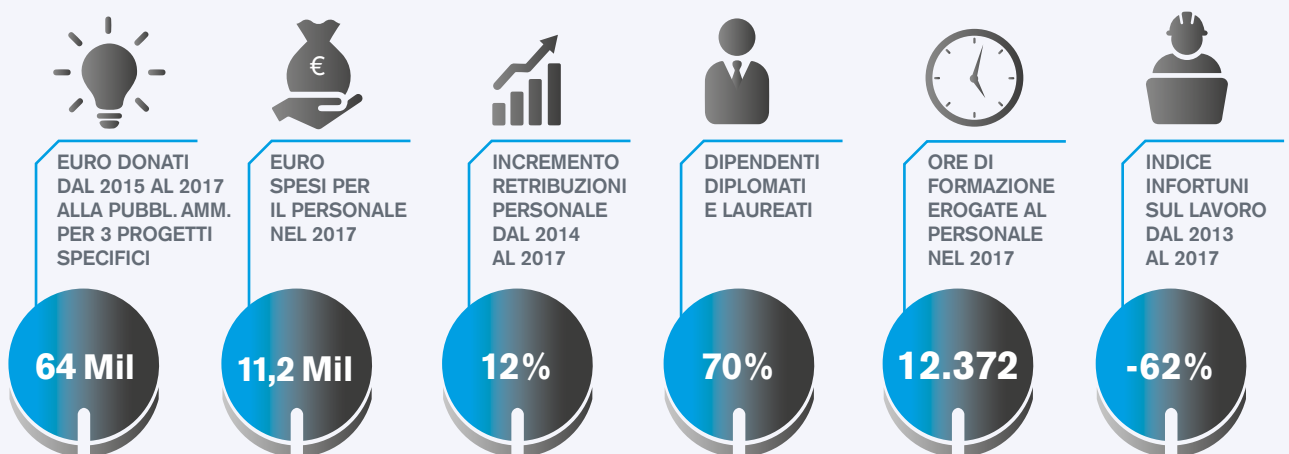 €
EURO DONATI
DAL 2015 AL 2017
ALLA PUBBL. AMM.
PER 3 PROGETTI
SPECIFICI
64 Mil
EURO
SPESI PER
IL PERSONALE
NEL 2017
11,2 Mil
INCREMENTO
RETRIBUZIONI
PERSONALE
DAL 2014
AL 2017
12%
DIPENDENTI
DIPLOMATI
E LAUREATI
70%
ORE DI
FORMAZIONE
EROGATE AL
PERSONALE
NEL 2017
12.372
INDICE
INFORTUNI
SUL LAVORO
DAL 2013
AL 2017
-62%